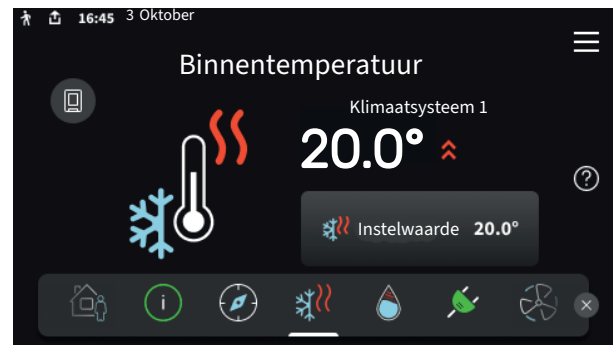 16:45 3 Oktober
Binnentemperatuur
Klimaatsysteem 1
20.0°
Instelwaarde 20.0°